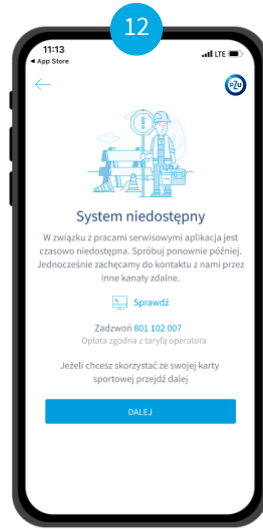 12
11:13
LTE
◀ App Store
PZU
System niedostępny
W związku z pracami serwisowymi aplikacja jest
czasowo niedostępna. Spróbuj ponownie później.
Jednocześnie zachęcamy do kontaktu z nami przez
inne kanały zdalne.
Sprawdź
Zadzwoń 801 102 007
Opłata zgodna z taryfą operatora
Jeżeli chcesz skorzystać ze swojej karty
sportowej przejdź dalej
DALEJ